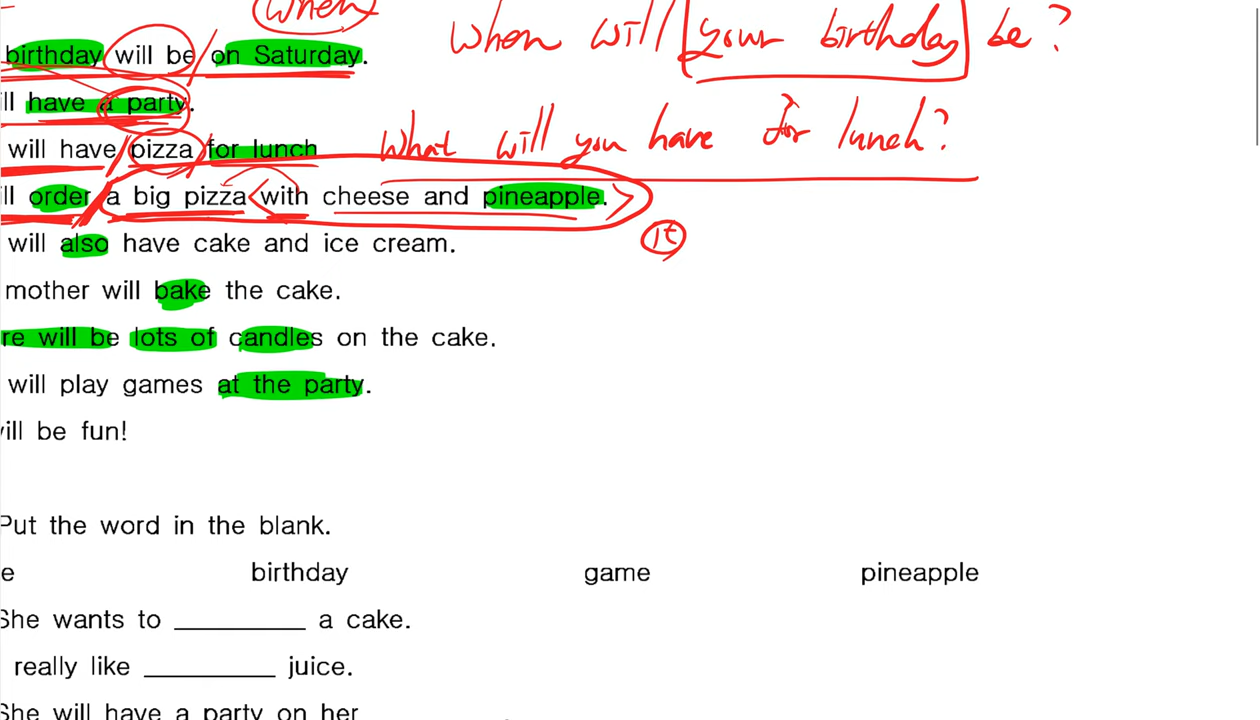 when
When will your birthday be?
birthday will be / on Saturday.
ll have a party.
will have / pizza for lunch
What will you have for lunch?
ll order / a big pizza <with cheese and pineapple.>
it
will also have cake and ice cream.
mother will bake the cake.
re will be lots of candles on the cake.
will play games at the party.
ill be fun!
Put the word in the blank.
e birthday game pineapple
She wants to _________ a cake.
really like _________ juice.
She will have a party on her